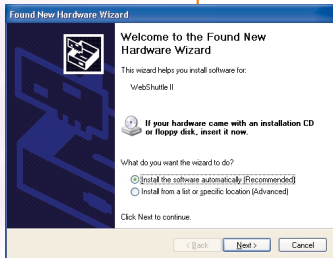 Found New Hardware Wizard
Welcome to the Found New
Hardware Wizard
This wizard helps you install software for:
WebShuttle II
If your hardware came with an installation CD
or floppy disk, insert it now.
What do you want the wizard to do?
Install the software automatically (Recommended)
Install from a list or specific location (Advanced)
Click Next to continue.
< Back Next > Cancel